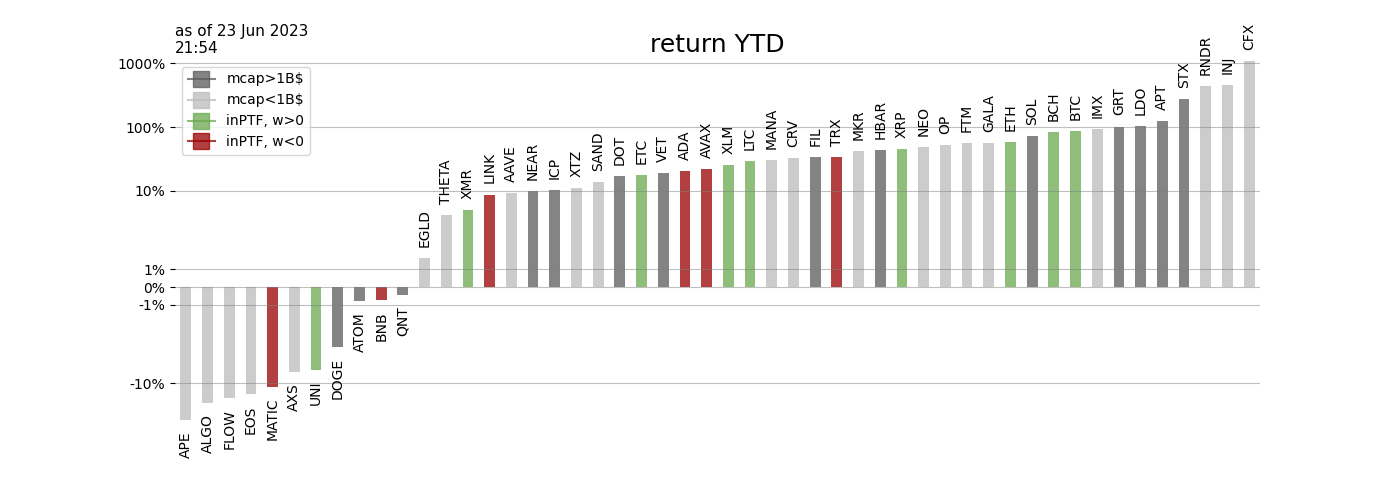 as of 23 Jun 2023
21:54
return YTD
1000%
100%
10%
1%
0%
-1%
-10%
mcap>1B$
mcap<1B$
inPTF, w>0
inPTF, w<0
APE
ALGO
FLOW
EOS
MATIC
AXS
UNI
DOGE
ATOM
BNB
QNT
EGLD
THETA
XMR
LINK
AAVE
NEAR
ICP
XTZ
SAND
DOT
ETC
VET
ADA
AVAX
XLM
LTC
MANA
CRV
FIL
TRX
MKR
HBAR
XRP
NEO
OP
FTM
GALA
ETH
SOL
BCH
BTC
IMX
GRT
LDO
APT
STX
RNDR
INJ
CFX